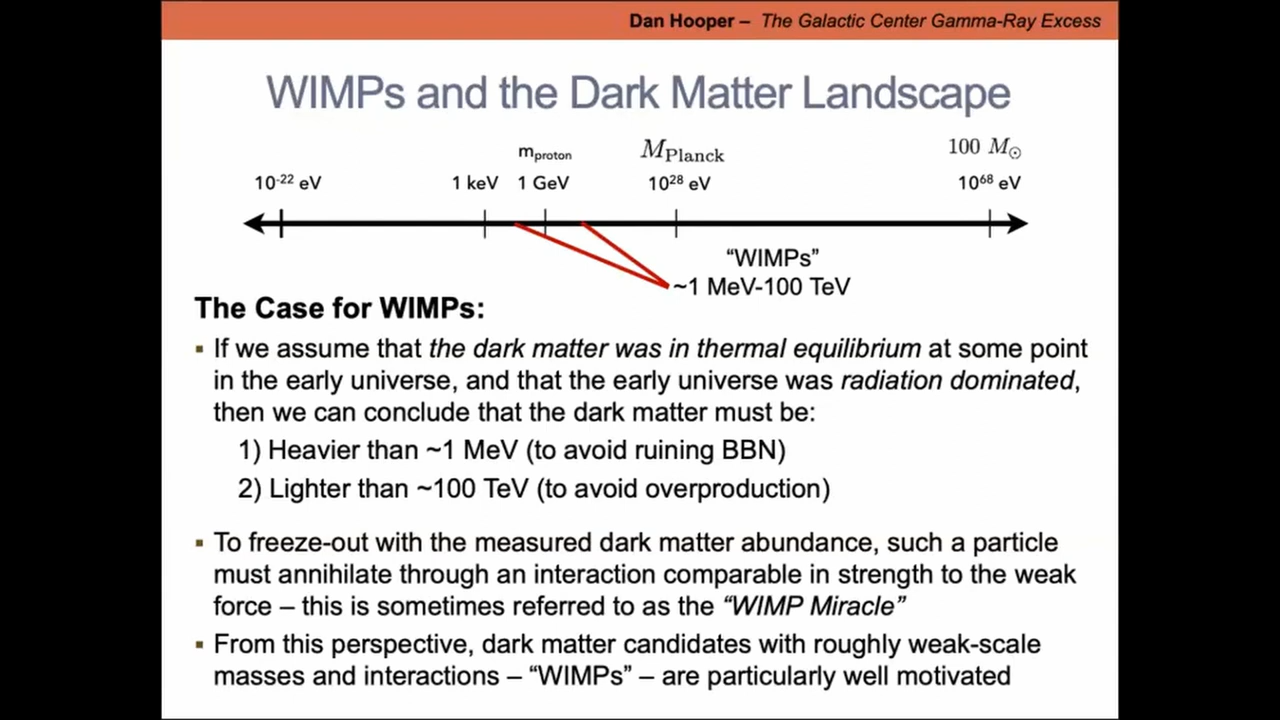 Dan Hooper – The Galactic Center Gamma-Ray Excess
WIMPs and the Dark Matter Landscape
m_proton M_Planck 100 M_☉
10⁻²² eV 1 keV 1 GeV 10²⁸ eV 10⁶⁸ eV
“WIMPs”
~1 MeV-100 TeV
The Case for WIMPs:
▪ If we assume that the dark matter was in thermal equilibrium at some point
in the early universe, and that the early universe was radiation dominated,
then we can conclude that the dark matter must be:
1) Heavier than ~1 MeV (to avoid ruining BBN)
2) Lighter than ~100 TeV (to avoid overproduction)
▪ To freeze-out with the measured dark matter abundance, such a particle
must annihilate through an interaction comparable in strength to the weak
force – this is sometimes referred to as the “WIMP Miracle”
▪ From this perspective, dark matter candidates with roughly weak-scale
masses and interactions – “WIMPs” – are particularly well motivated